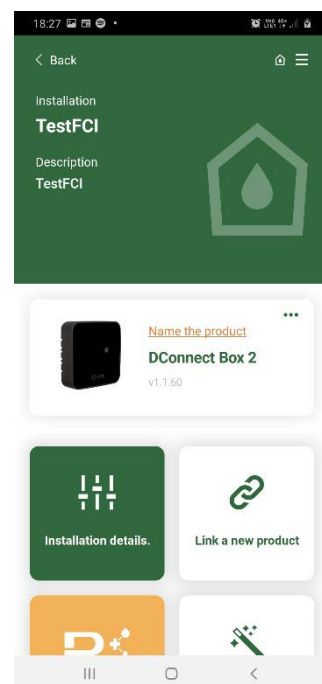 18:27
Back
Installation
TestFCI
Description
TestFCI
Name the product
DConnect Box 2
v1.1.60
Installation details.
Link a new product